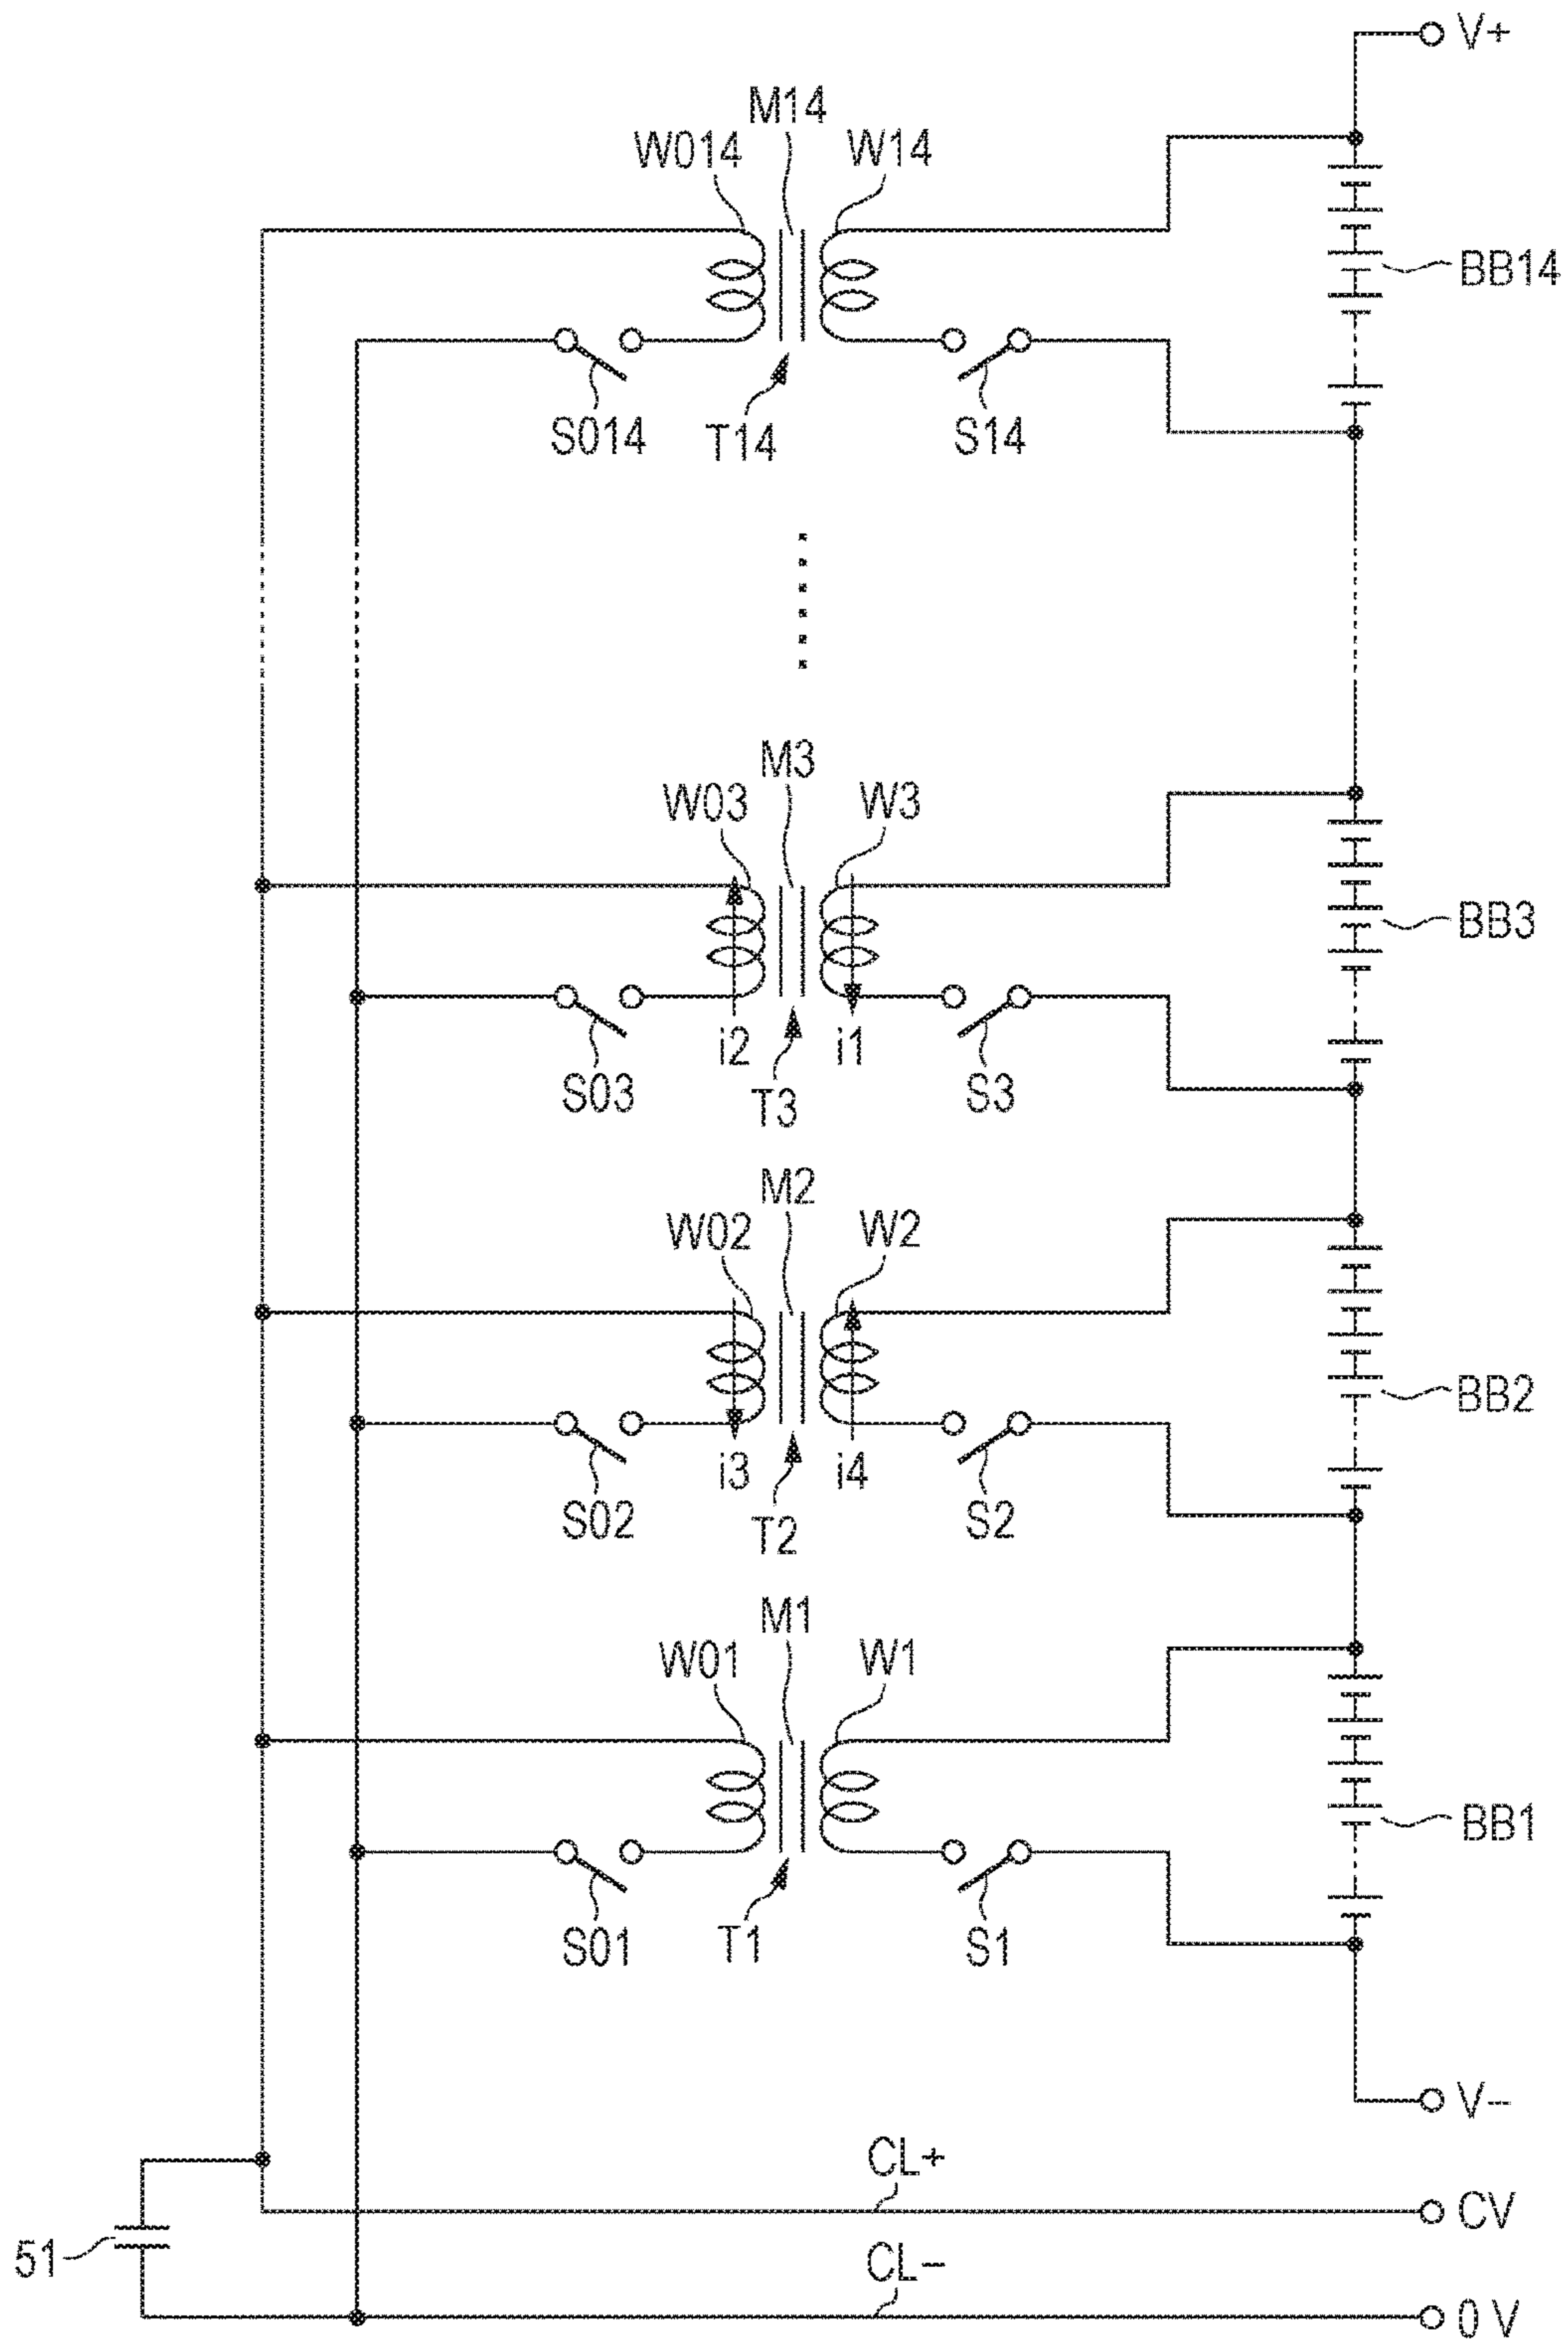 V+
M14
W014
W14
BB14
S014
T14
S14
M3
W03
W3
BB3
i2
i1
S03
T3
S3
M2
W02
W2
BB2
i3
i4
S02
T2
S2
M1
W01
W1
BB1
S01
T1
S1
V-
CL+
CV
51
CL-
0 V